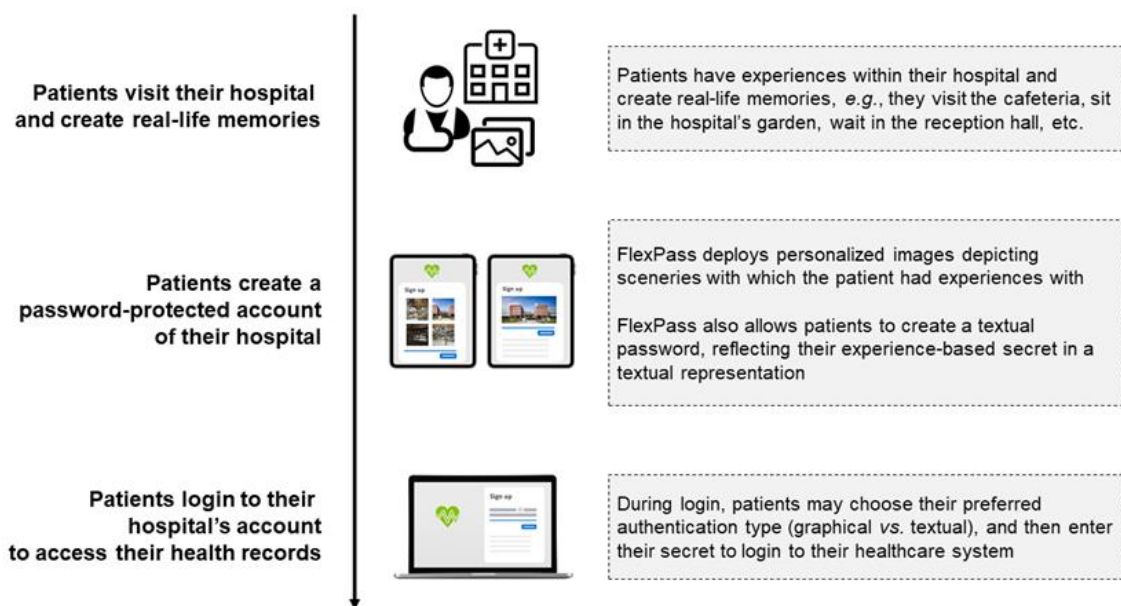 Patients visit their hospital
and create real-life memories
Patients have experiences within their hospital and
create real-life memories, e.g., they visit the cafeteria, sit
in the hospital's garden, wait in the reception hall, etc.
Patients create a
password-protected account
of their hospital
Sign up
Sign up
FlexPass deploys personalized images depicting
sceneries with which the patient had experiences with
FlexPass also allows patients to create a textual
password, reflecting their experience-based secret in a
textual representation
Patients login to their
hospital's account
to access their health records
Sign up
During login, patients may choose their preferred
authentication type (graphical vs. textual), and then enter
their secret to login to their healthcare system